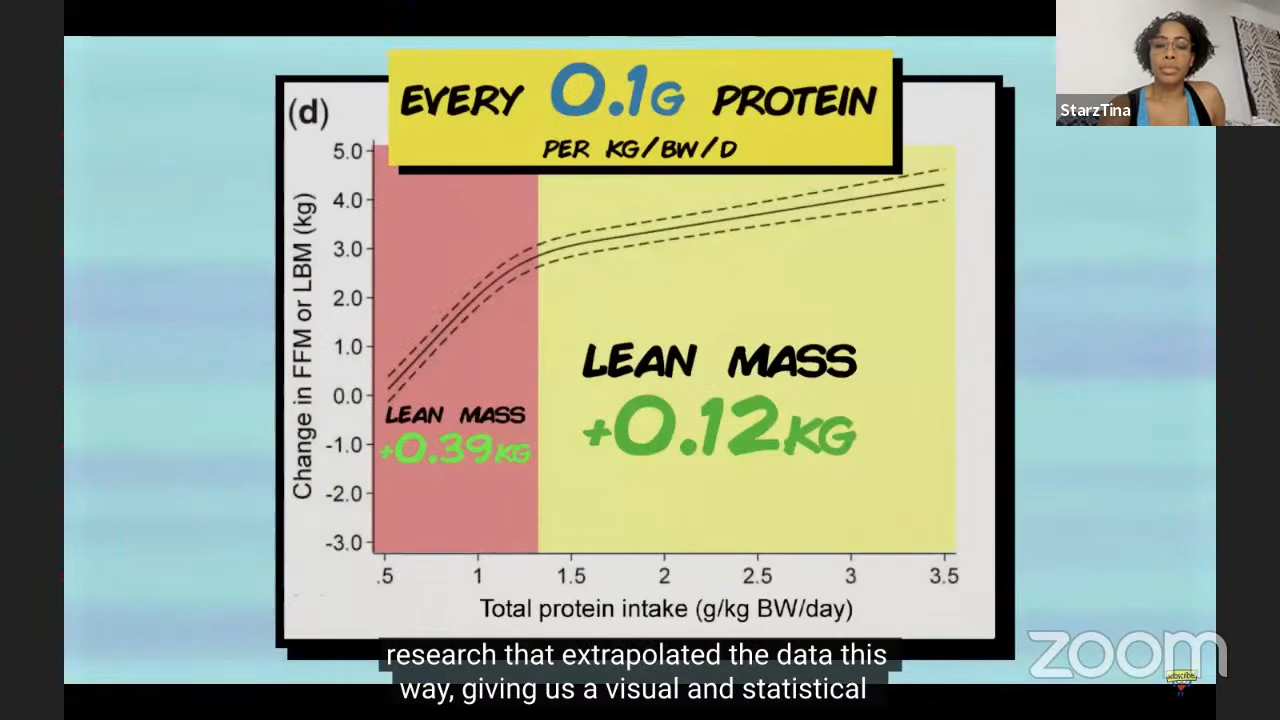 EVERY 0.1G PROTEIN
PER KG/BW/D
StarzTina
(d)
5.0
4.0
3.0
2.0
1.0
0.0
-1.0
-2.0
-3.0
Change in FFM or LBM (kg)
LEAN MASS
+0.39KG
LEAN MASS
+0.12KG
.5 1 1.5 2 2.5 3 3.5
Total protein intake (g/kg BW/day)
research that extrapolated the data this
way, giving us a visual and statistical
zoom
subscribe